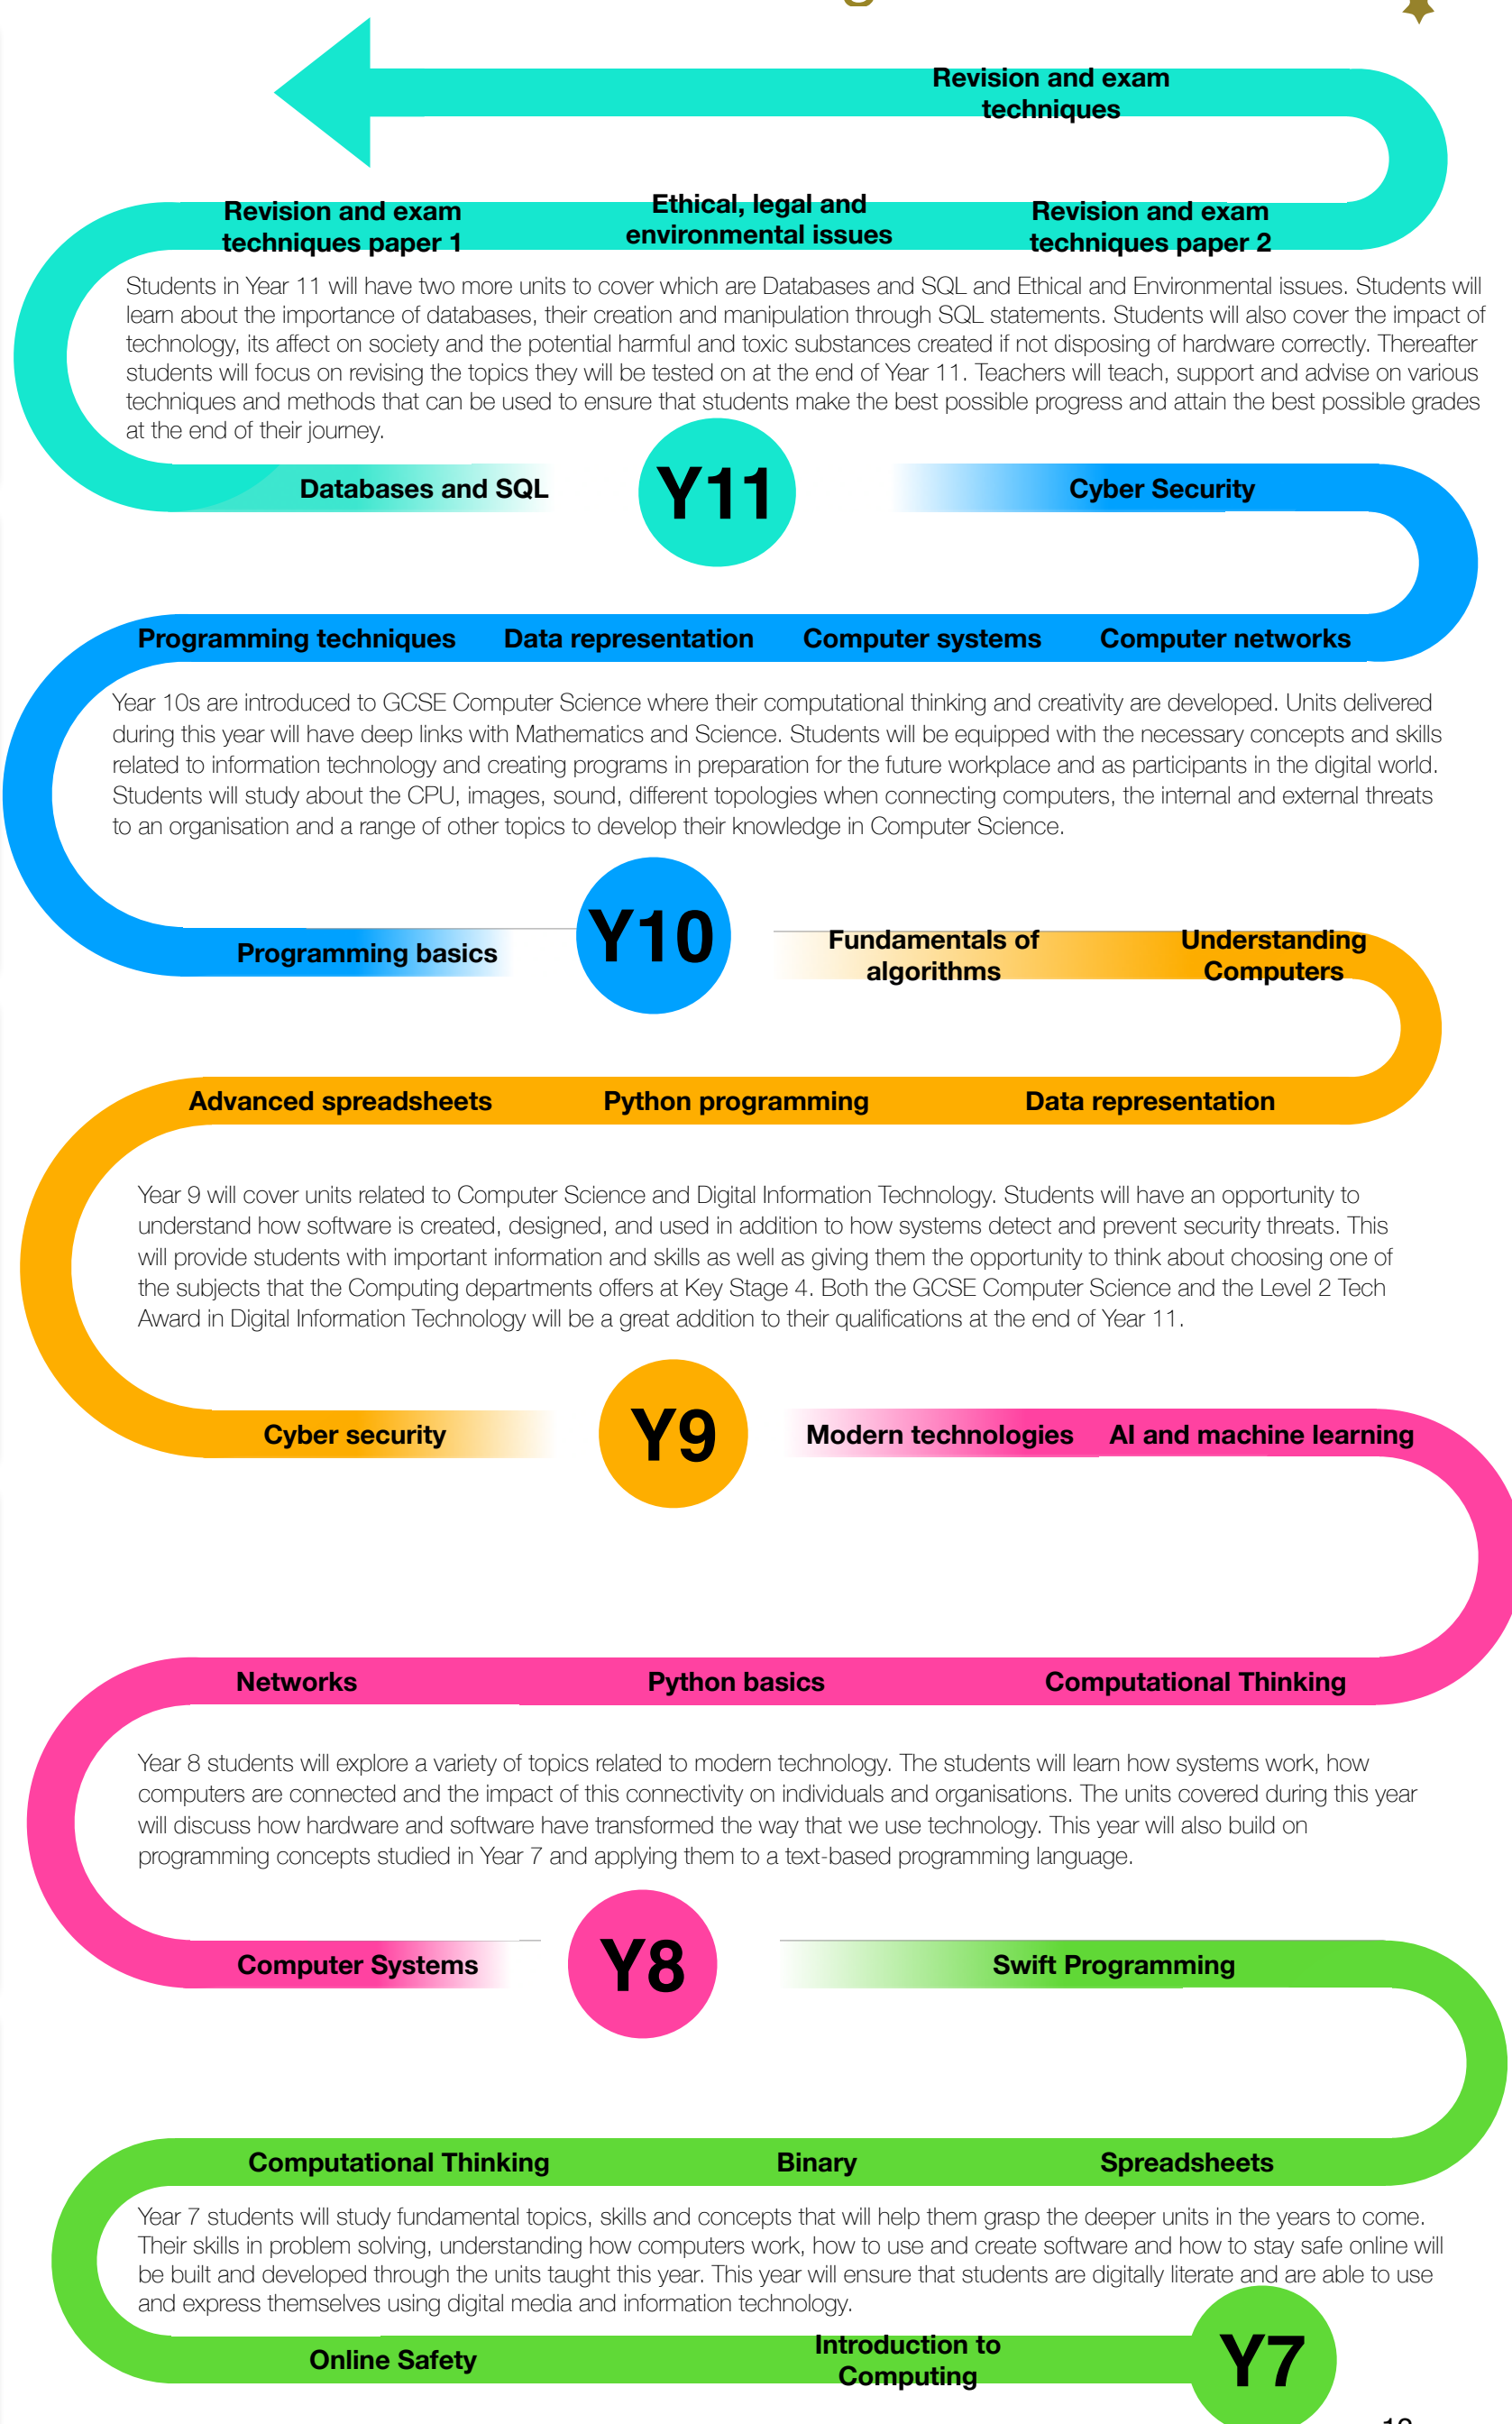 Revision and exam
techniques
Revision and exam
techniques paper 1
Ethical, legal and
environmental issues
Revision and exam
techniques paper 2
Students in Year 11 will have two more units to cover which are Databases and SQL and Ethical and Environmental issues. Students will
learn about the importance of databases, their creation and manipulation through SQL statements. Students will also cover the impact of
technology, its affect on society and the potential harmful and toxic substances created if not disposing of hardware correctly. Thereafter
students will focus on revising the topics they will be tested on at the end of Year 11. Teachers will teach, support and advise on various
techniques and methods that can be used to ensure that students make the best possible progress and attain the best possible grades
at the end of their journey.
Databases and SQL
Y11
Cyber Security
Programming techniques
Data representation
Computer systems
Computer networks
Year 10s are introduced to GCSE Computer Science where their computational thinking and creativity are developed. Units delivered
during this year will have deep links with Mathematics and Science. Students will be equipped with the necessary concepts and skills
related to information technology and creating programs in preparation for the future workplace and as participants in the digital world.
Students will study about the CPU, images, sound, different topologies when connecting computers, the internal and external threats
to an organisation and a range of other topics to develop their knowledge in Computer Science.
Programming basics
Y10
Fundamentals of
algorithms
Understanding
Computers
Advanced spreadsheets
Python programming
Data representation
Year 9 will cover units related to Computer Science and Digital Information Technology. Students will have an opportunity to
understand how software is created, designed, and used in addition to how systems detect and prevent security threats. This
will provide students with important information and skills as well as giving them the opportunity to think about choosing one of
the subjects that the Computing departments offers at Key Stage 4. Both the GCSE Computer Science and the Level 2 Tech
Award in Digital Information Technology will be a great addition to their qualifications at the end of Year 11.
Cyber security
Y9
Modern technologies
AI and machine learning
Networks
Python basics
Computational Thinking
Year 8 students will explore a variety of topics related to modern technology. The students will learn how systems work, how
computers are connected and the impact of this connectivity on individuals and organisations. The units covered during this year
will discuss how hardware and software have transformed the way that we use technology. This year will also build on
programming concepts studied in Year 7 and applying them to a text-based programming language.
Computer Systems
Y8
Swift Programming
Computational Thinking
Binary
Spreadsheets
Year 7 students will study fundamental topics, skills and concepts that will help them grasp the deeper units in the years to come.
Their skills in problem solving, understanding how computers work, how to use and create software and how to stay safe online will
be built and developed through the units taught this year. This year will ensure that students are digitally literate and are able to use
and express themselves using digital media and information technology.
Online Safety
Introduction to
Computing
Y7